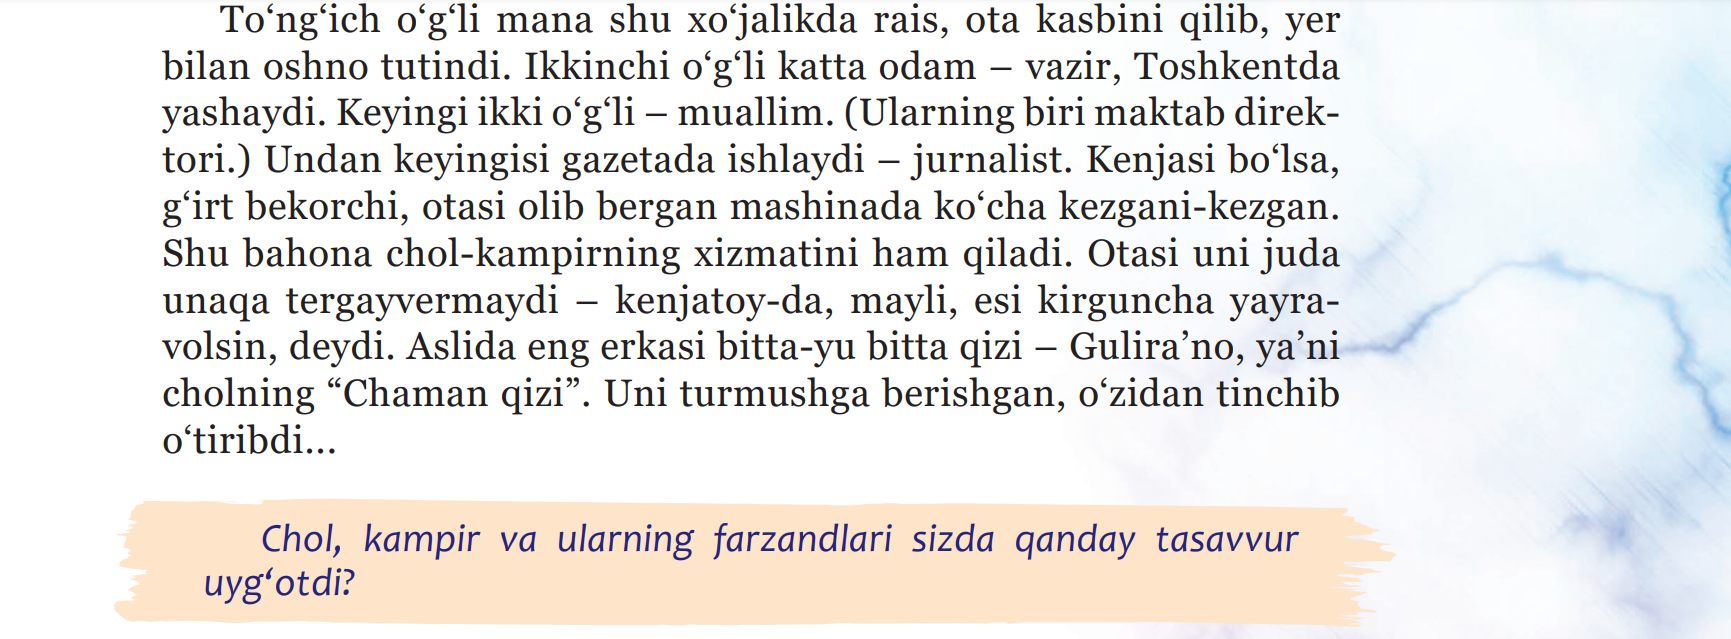 To‘ng‘ich o‘g‘li mana shu xo‘jalikda rais, ota kasbini qilib, yer
bilan oshno tutindi. Ikkinchi o‘g‘li katta odam – vazir, Toshkentda
yashaydi. Keyingi ikki o‘g‘li – muallim. (Ularning biri maktab direk-
tori.) Undan keyingisi gazetada ishlaydi – jurnalist. Kenjasi bo‘lsa,
g‘irt bekorchi, otasi olib bergan mashinada ko‘cha kezgani-kezgan.
Shu bahona chol-kampirning xizmatini ham qiladi. Otasi uni juda
unaqa tergayvermaydi – kenjatoy-da, mayli, esi kirguncha yayra-
volsin, deydi. Aslida eng erkasi bitta-yu bitta qizi – Gulira’no, ya’ni
cholning “Chaman qizi”. Uni turmushga berishgan, o‘zidan tinchib
o‘tiribdi...
Chol, kampir va ularning farzandlari sizda qanday tasavvur
uyg‘otdi?